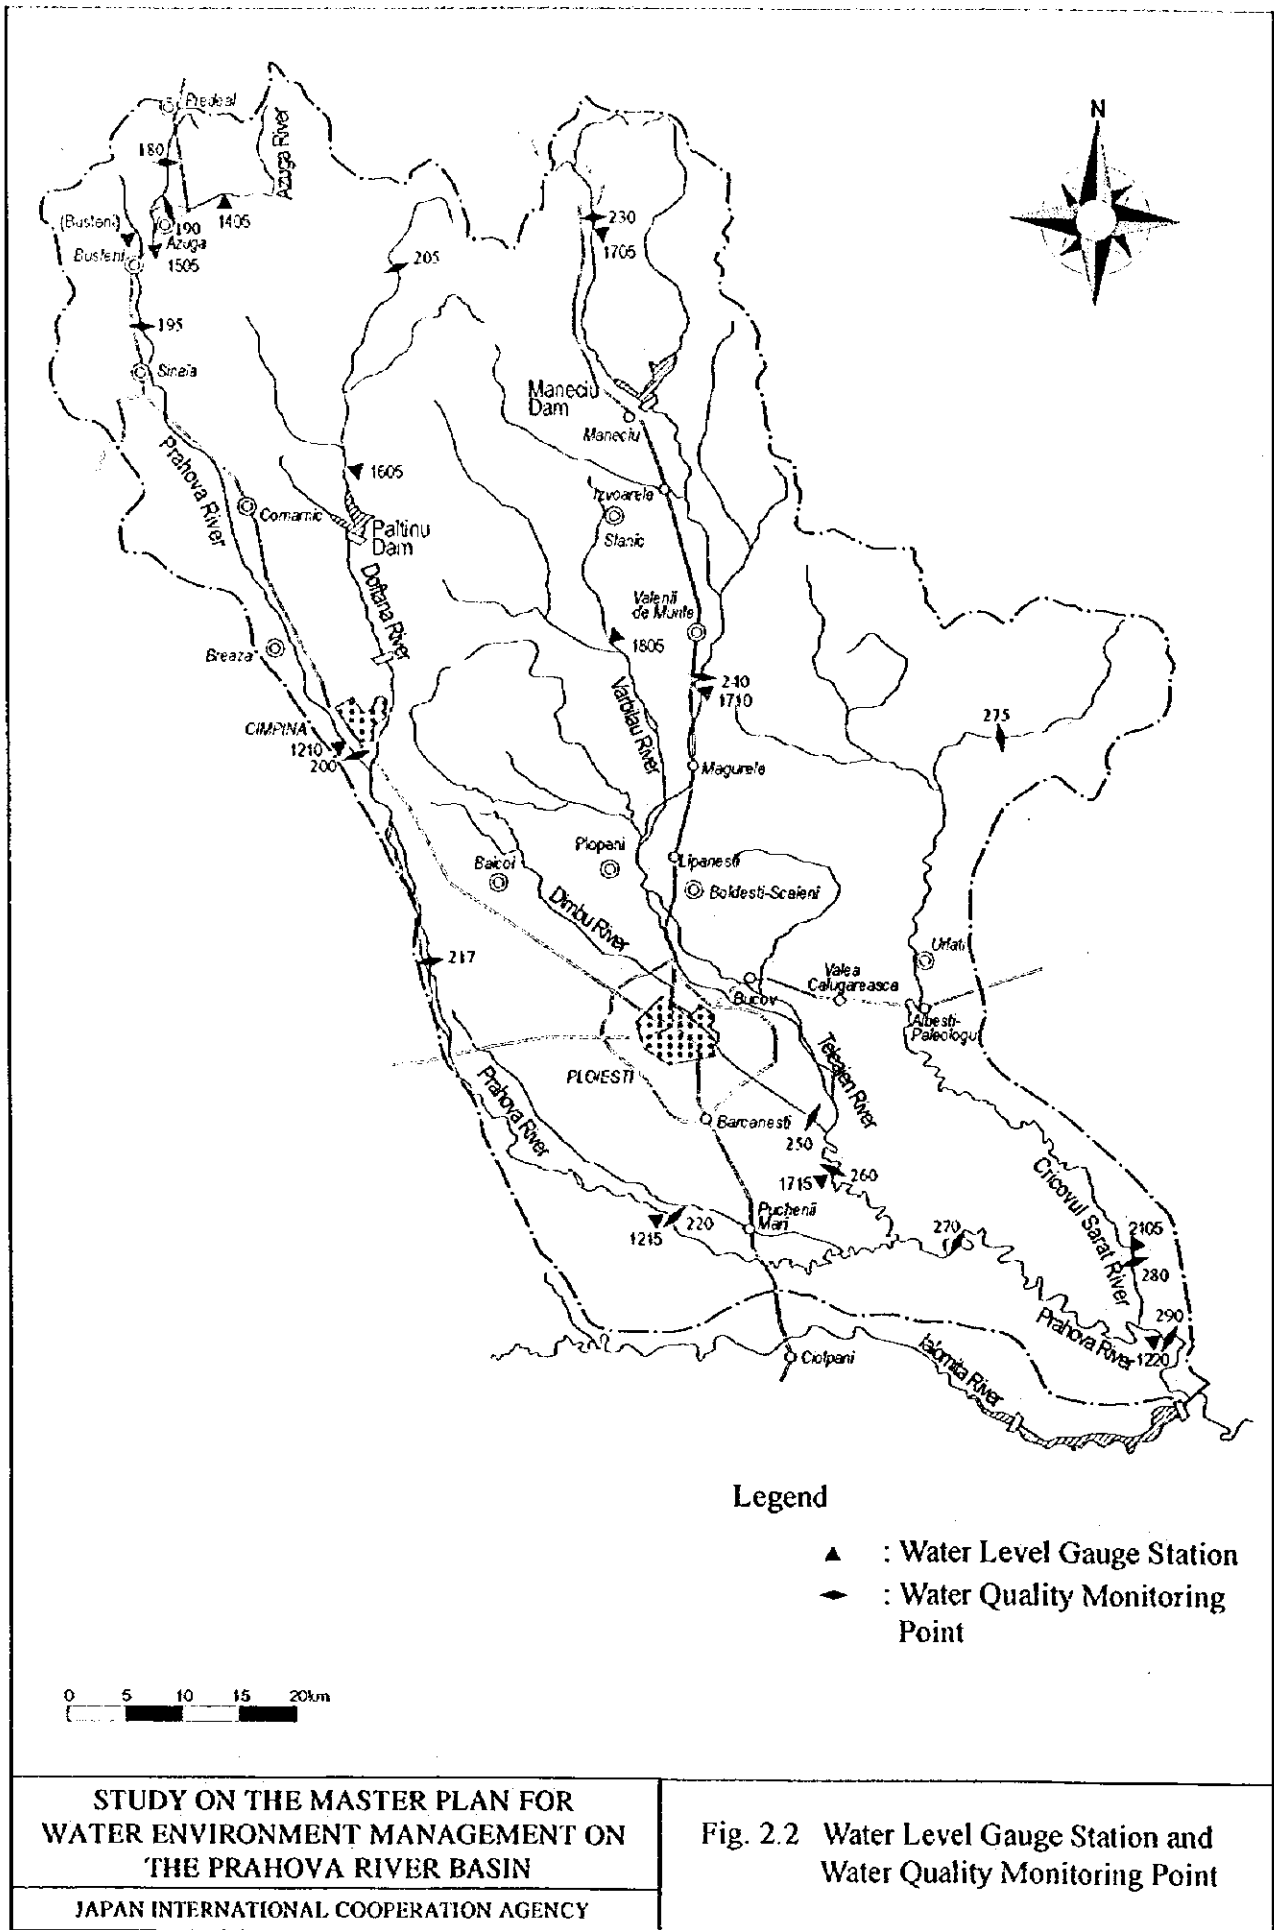 N
Predeal
Azuga River
180
(Busteni)
190
Azuga
1405
Busteni
1505
230
1705
205
195
Sinaia
Maneciu
Dam
Maneciu
Prahova River
1605
Izvoarele
Comarnic
Paltinu
Dam
Slanic
Doftana River
Valenii
de Munte
1805
Breaza
240
1710
Varbilau River
275
CIMPINA
1210
200
Magurele
Plopani
Lipanesti
Baicoi
Boldesti-Scaieni
Dimbu River
217
Urlati
Valea
Calugareasca
Bucov
Albesti-
Paleologu
Teleajen River
PLOIESTI
Prahova River
Barcanesti
250
260
1715
Cricovul Sarat River
Puchenii
Mari
220
1215
270
2105
280
290
Prahova River
1220
Ialomita River
Ciolpani
Legend
▲ : Water Level Gauge Station
: Water Quality Monitoring
Point
0 5 10 15 20km
STUDY ON THE MASTER PLAN FOR
WATER ENVIRONMENT MANAGEMENT ON
THE PRAHOVA RIVER BASIN
JAPAN INTERNATIONAL COOPERATION AGENCY
Fig. 2.2 Water Level Gauge Station and
Water Quality Monitoring Point